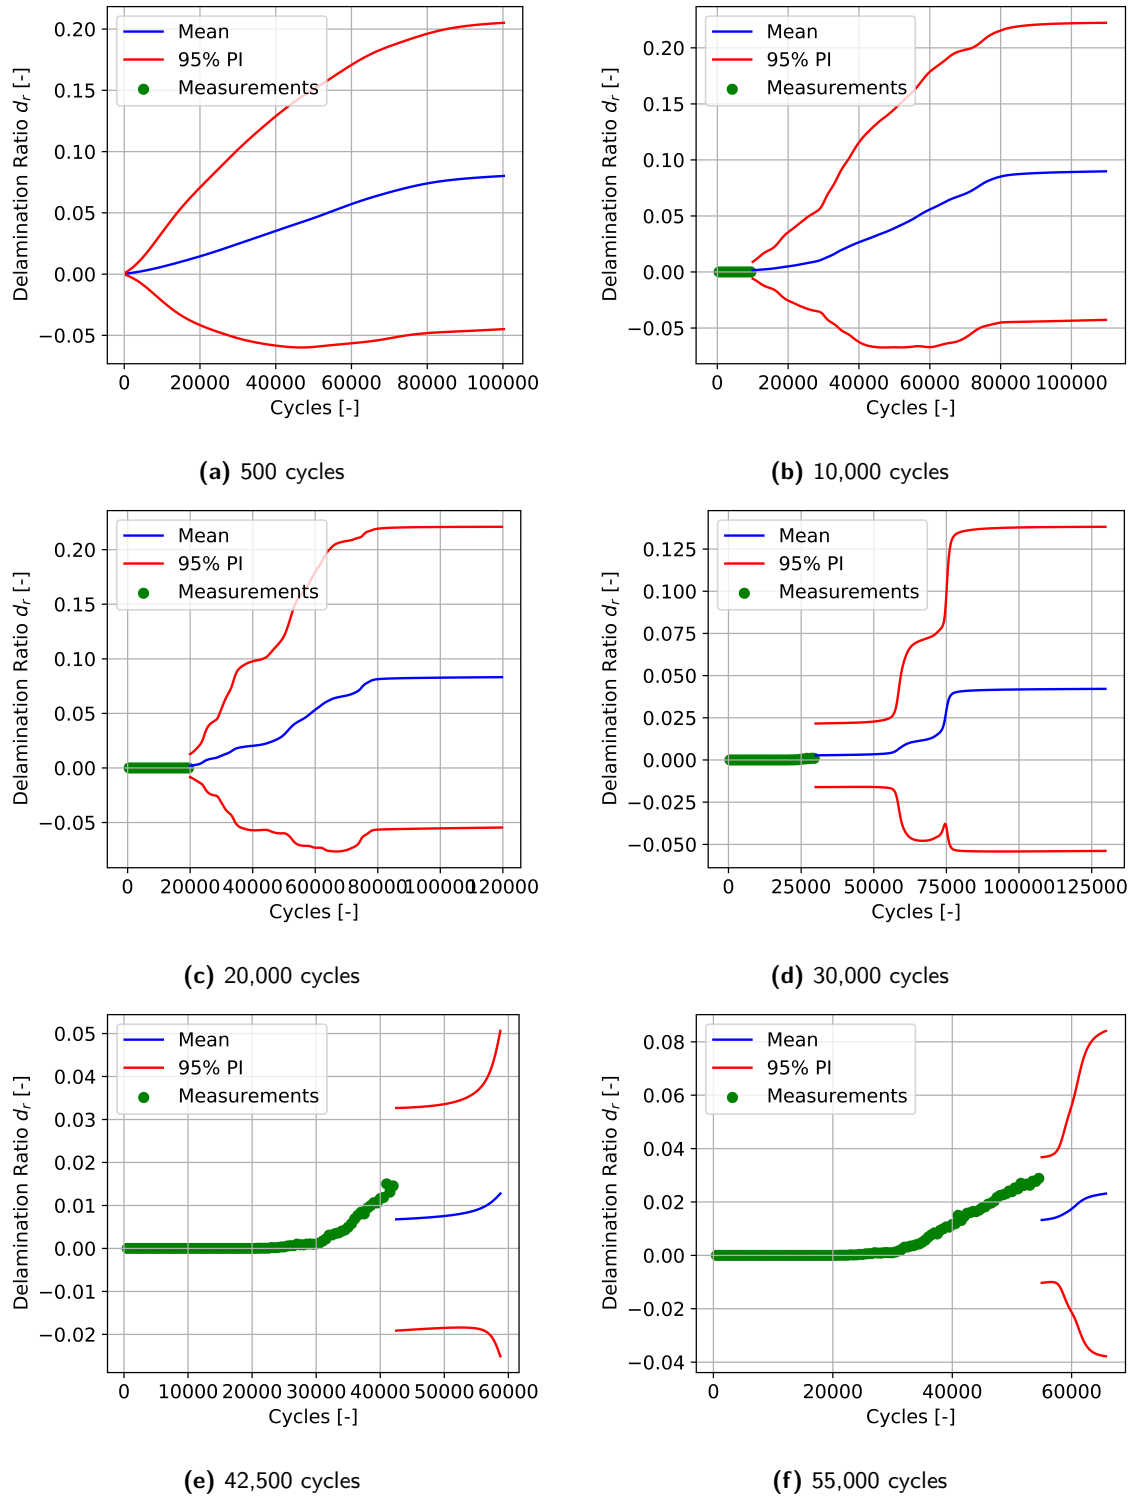 0.20
0.15
0.10
0.05
0.00
−0.05
Delamination Ratio d_r [-]
Mean
95% PI
Measurements
0 20000 40000 60000 80000 100000
Cycles [-]
(a) 500 cycles
0.20
0.15
0.10
0.05
0.00
−0.05
Delamination Ratio d_r [-]
Mean
95% PI
Measurements
0 20000 40000 60000 80000 100000
Cycles [-]
(b) 10,000 cycles
0.20
0.15
0.10
0.05
0.00
−0.05
Delamination Ratio d_r [-]
Mean
95% PI
Measurements
0 20000 40000 60000 80000 100000 120000
Cycles [-]
(c) 20,000 cycles
0.125
0.100
0.075
0.050
0.025
0.000
−0.025
−0.050
Delamination Ratio d_r [-]
Mean
95% PI
Measurements
0 25000 50000 75000 100000 125000
Cycles [-]
(d) 30,000 cycles
0.05
0.04
0.03
0.02
0.01
0.00
−0.01
−0.02
Delamination Ratio d_r [-]
Mean
95% PI
Measurements
0 10000 20000 30000 40000 50000 60000
Cycles [-]
(e) 42,500 cycles
0.08
0.06
0.04
0.02
0.00
−0.02
−0.04
Delamination Ratio d_r [-]
Mean
95% PI
Measurements
0 20000 40000 60000
Cycles [-]
(f) 55,000 cycles